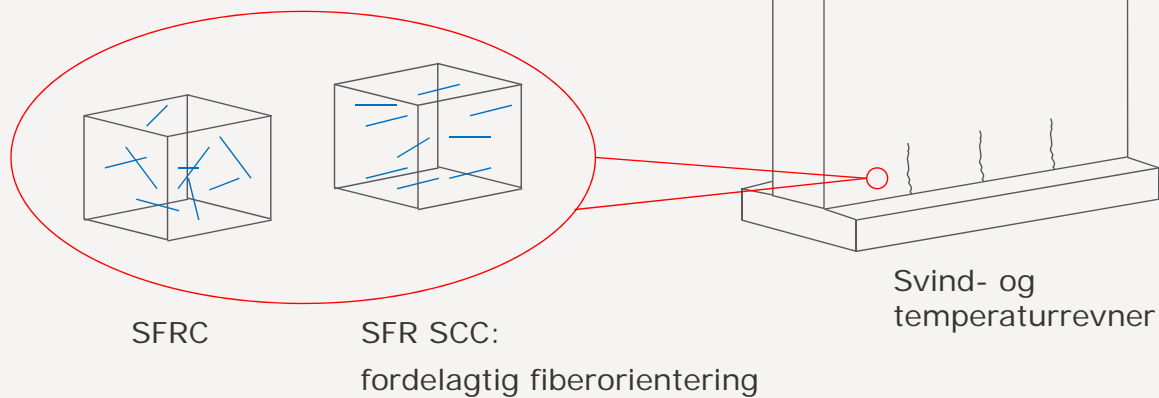 SFRC
SFR SCC:
fordelagtig fiberorientering
Svind- og
temperaturrevner